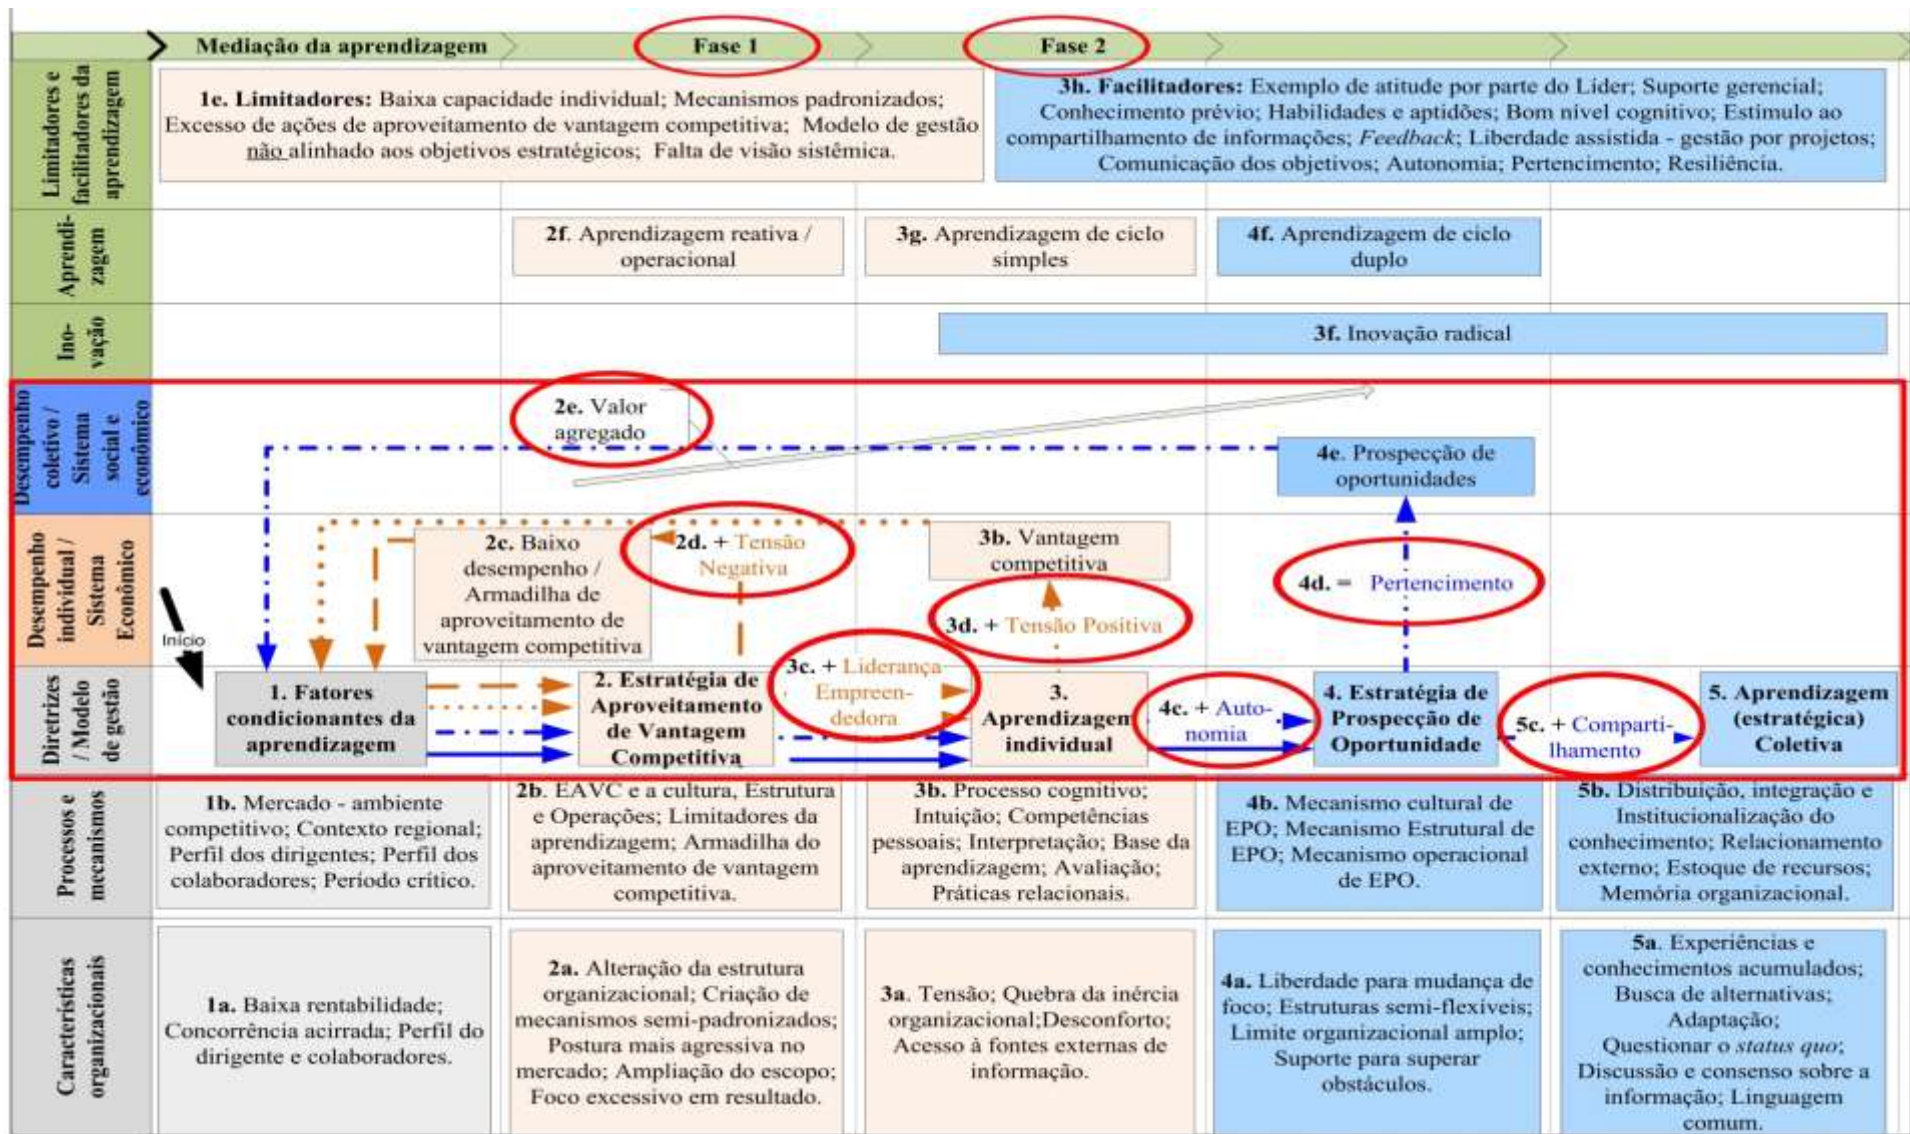 Mediação da aprendizagem
Fase 1
Fase 2
Limitadores e
facilitadores da
aprendizagem
1e. Limitadores: Baixa capacidade individual; Mecanismos padronizados;
Excesso de ações de aproveitamento de vantagem competitiva; Modelo de gestão
não alinhado aos objetivos estratégicos; Falta de visão sistêmica.
3h. Facilitadores: Exemplo de atitude por parte do Líder; Suporte gerencial;
Conhecimento prévio; Habilidades e aptidões; Bom nível cognitivo; Estimulo ao
compartilhamento de informações; Feedback; Liberdade assistida - gestão por projetos;
Comunicação dos objetivos; Autonomia; Pertencimento; Resiliência.
Aprendi-
zagem
2f. Aprendizagem reativa /
operacional
3g. Aprendizagem de ciclo
simples
4f. Aprendizagem de ciclo
duplo
Ino-
vação
3f. Inovação radical
Desempenho
coletivo /
Sistema
social e
econômico
2e. Valor
agregado
4e. Prospecção de
oportunidades
Desempenho
individual /
Sistema
Econômico
2c. Baixo
desempenho /
Armadilha de
aproveitamento de
vantagem competitiva
2d. + Tensão
Negativa
3b. Vantagem
competitiva
3d. + Tensão Positiva
4d. = Pertencimento
Início
Diretrizes
/ Modelo
de gestão
1. Fatores
condicionantes da
aprendizagem
2. Estratégia de
Aproveitamento
de Vantagem
Competitiva
3c. + Liderança
Empreen-
dedora
3.
Aprendizagem
individual
4c. + Auto-
nomia
4. Estratégia de
Prospecção de
Oportunidade
5c. + Comparti-
lhamento
5. Aprendizagem
(estratégica)
Coletiva
Processos e
mecanismos
1b. Mercado - ambiente
competitivo; Contexto regional;
Perfil dos dirigentes; Perfil dos
colaboradores; Período crítico.
2b. EAVC e a cultura, Estrutura
e Operações; Limitadores da
aprendizagem; Armadilha do
aproveitamento de vantagem
competitiva.
3b. Processo cognitivo;
Intuição; Competências
pessoais; Interpretação; Base da
aprendizagem; Avaliação;
Práticas relacionais.
4b. Mecanismo cultural de
EPO; Mecanismo Estrutural de
EPO; Mecanismo operacional
de EPO.
5b. Distribuição, integração e
Institucionalização do
conhecimento; Relacionamento
externo; Estoque de recursos;
Memória organizacional.
Características
organizacionais
1a. Baixa rentabilidade;
Concorrência acirrada; Perfil do
dirigente e colaboradores.
2a. Alteração da estrutura
organizacional; Criação de
mecanismos semi-padronizados;
Postura mais agressiva no
mercado; Ampliação do escopo;
Foco excessivo em resultado.
3a. Tensão; Quebra da inércia
organizacional;Desconforto;
Acesso à fontes externas de
informação.
4a. Liberdade para mudança de
foco; Estruturas semi-flexíveis;
Limite organizacional amplo;
Suporte para superar
obstáculos.
5a. Experiências e
conhecimentos acumulados;
Busca de alternativas;
Adaptação;
Questionar o status quo;
Discussão e consenso sobre a
informação; Linguagem
comum.